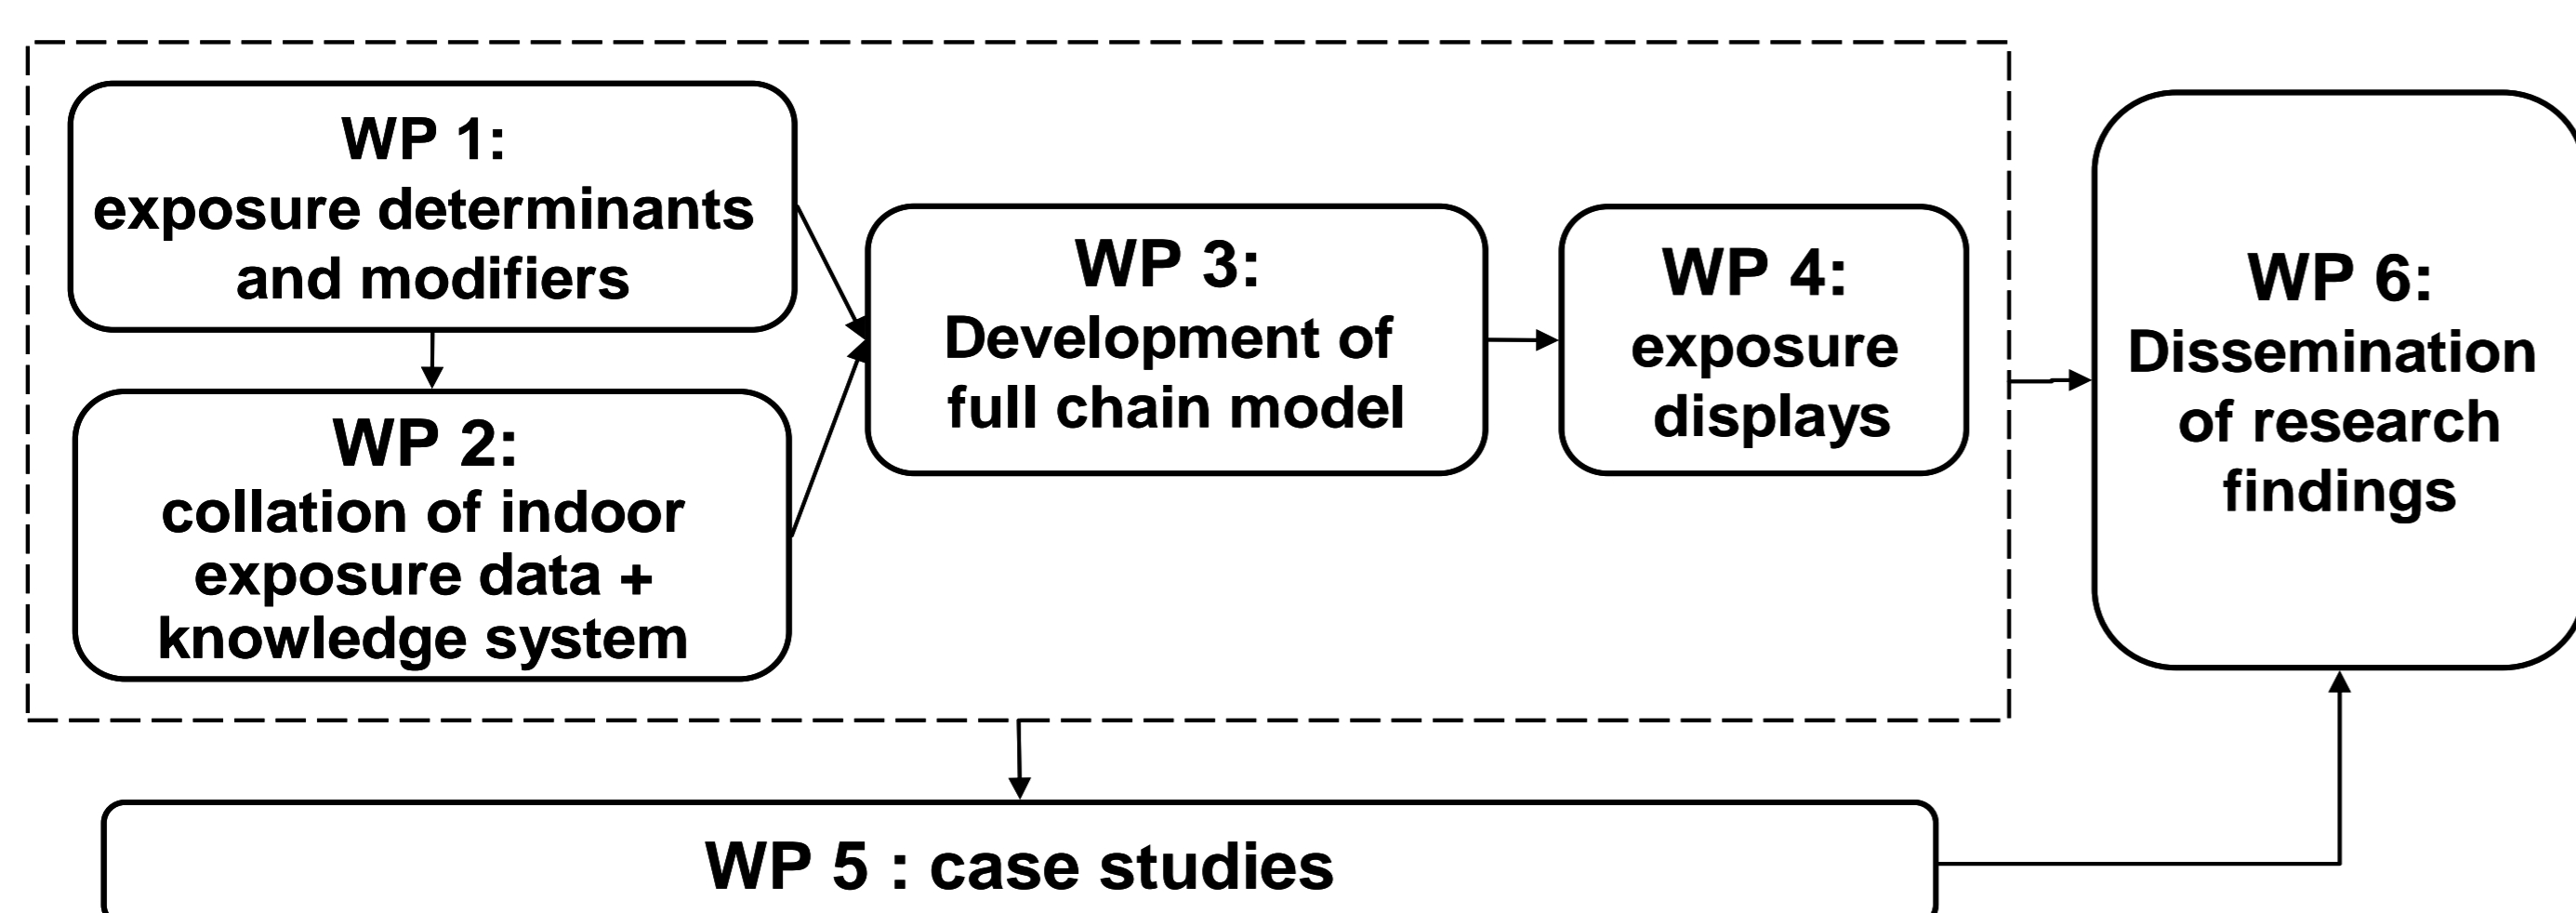 WP 1:
exposure determinants
and modifiers
WP 2:
collation of indoor
exposure data +
knowledge system
WP 3:
Development of
full chain model
WP 4:
exposure
displays
WP 6:
Dissemination
of research
findings
WP 5 : case studies